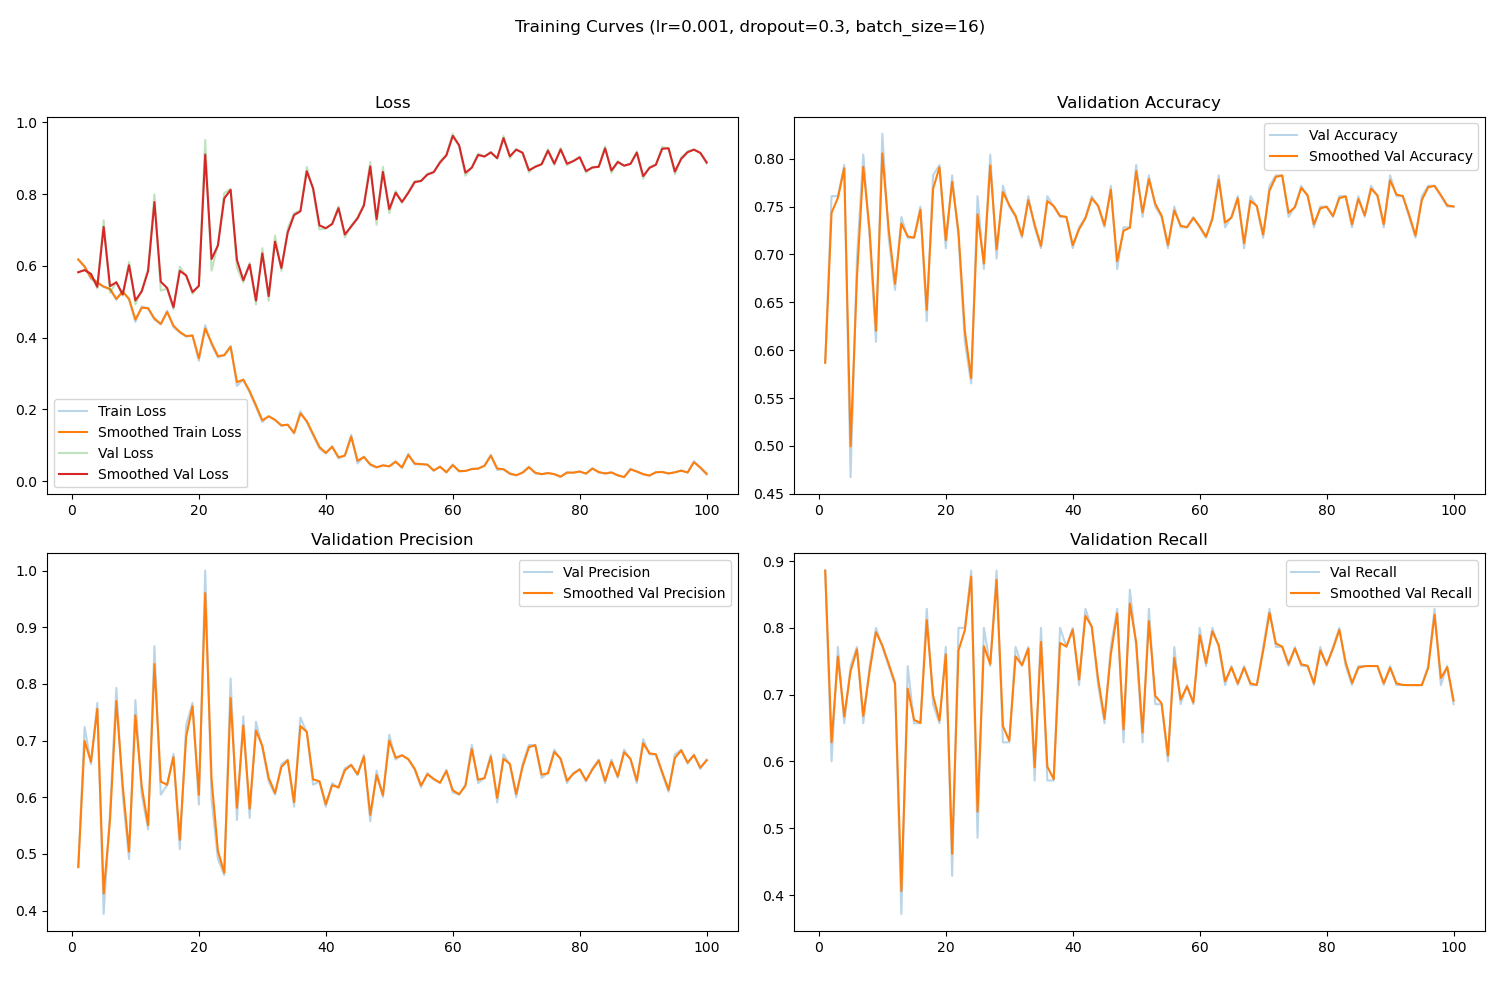 Training Curves (lr=0.001, dropout=0.3, batch_size=16)
Loss
1.0
0.8
0.6
0.4
0.2
0.0
Train Loss
Smoothed Train Loss
Val Loss
Smoothed Val Loss
0 20 40 60 80 100
Validation Accuracy
0.80
0.75
0.70
0.65
0.60
0.55
0.50
0.45
Val Accuracy
Smoothed Val Accuracy
0 20 40 60 80 100
Validation Precision
1.0
0.9
0.8
0.7
0.6
0.5
0.4
Val Precision
Smoothed Val Precision
0 20 40 60 80 100
Validation Recall
0.9
0.8
0.7
0.6
0.5
0.4
Val Recall
Smoothed Val Recall
0 20 40 60 80 100